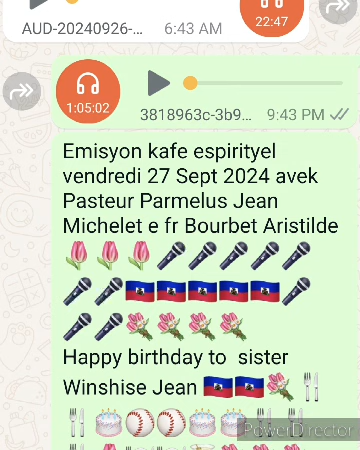 AUD-20240926-... 6:43 AM
22:47
1:05:02
3818963c-3b9... 9:43 PM
Emisyon kafe espirityel
vendredi 27 Sept 2024 avek
Pasteur Parmelus Jean
Michelet e fr Bourbet Aristilde
🌷🌷🌷🎤🎤🎤🎤🎤
🎤🎤🇭🇹🇭🇹🇭🇹🇭🇹🇭🇹🎤
🎤🎤💐💐💐💐
Happy birthday to sister
Winshise Jean 🇭🇹🇭🇹💐🍴
🍴🎂⚾⚾🎂🎂🍴🍴
PowerDirector